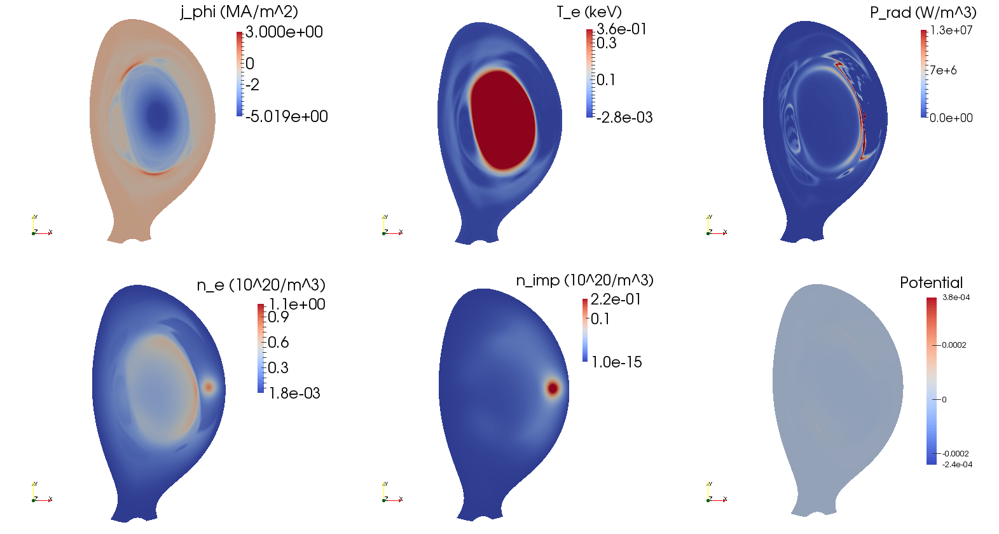 j_phi (MA/m^2)
3.000e+00
0
-2
-5.019e+00
Y
Z
X
T_e (keV)
3.6e-01
0.3
0.1
-2.8e-03
Y
Z
X
P_rad (W/m^3)
1.3e+07
7e+6
0.0e+00
Y
Z
X
n_e (10^20/m^3)
1.1e+00
0.9
0.6
0.3
1.8e-03
Y
Z
X
n_imp (10^20/m^3)
2.2e-01
0.1
1.0e-15
Y
Z
X
Potential
3.8e-04
0.0002
0
-0.0002
-2.4e-04
Y
Z
X